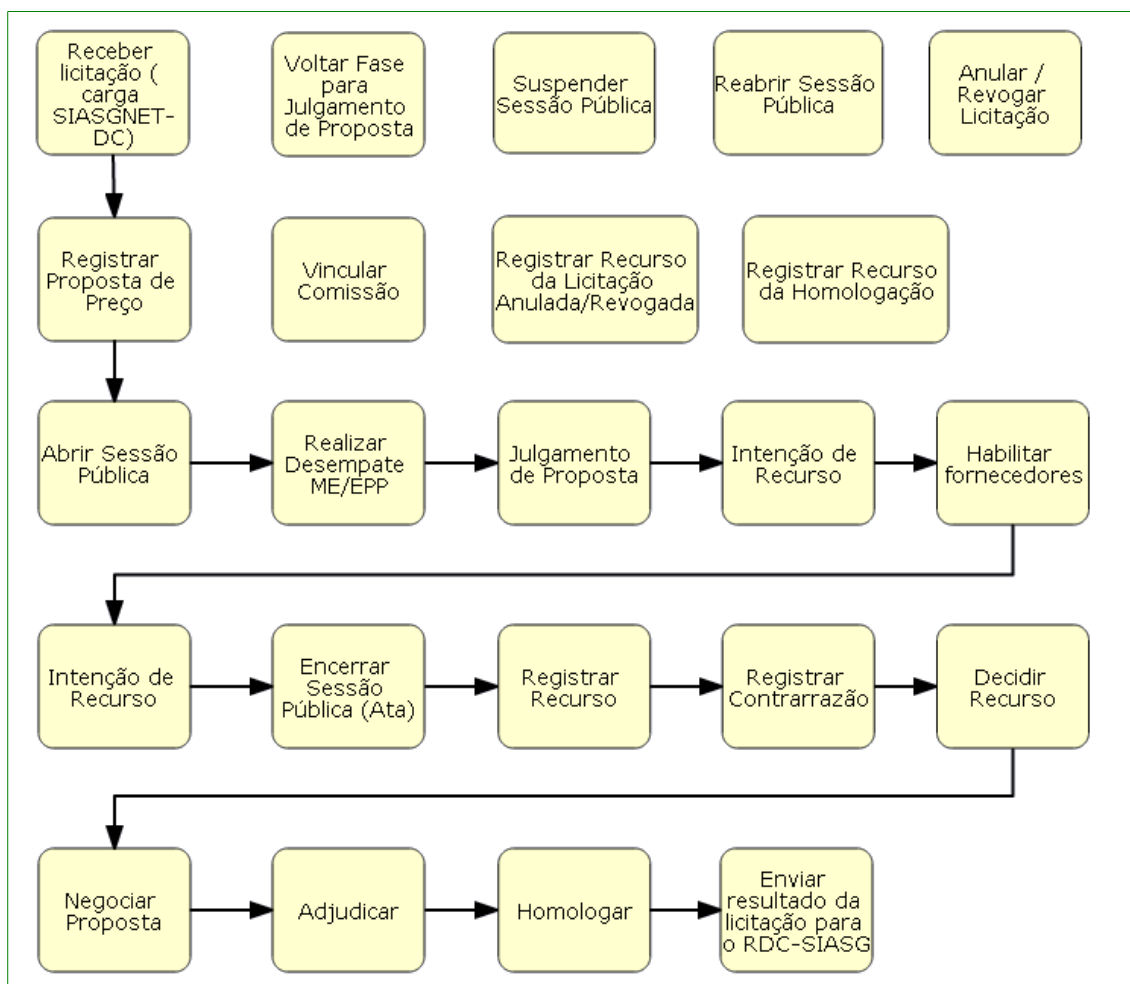 Receber
licitação (
carga
SIASGNET-
DC)
Voltar Fase
para
Julgamento
de Proposta
Suspender
Sessão Pública
Reabrir Sessão
Pública
Anular /
Revogar
Licitação
Registrar
Proposta de
Preço
Vincular
Comissão
Registrar Recurso
da Licitação
Anulada/Revogada
Registrar Recurso
da Homologação
Abrir Sessão
Pública
Realizar
Desempate
ME/EPP
Julgamento
de Proposta
Intenção de
Recurso
Habilitar
fornecedores
Intenção de
Recurso
Encerrar
Sessão
Pública (Ata)
Registrar
Recurso
Registrar
Contrarrazão
Decidir
Recurso
Negociar
Proposta
Adjudicar
Homologar
Enviar
resultado da
licitação para
o RDC-SIASG